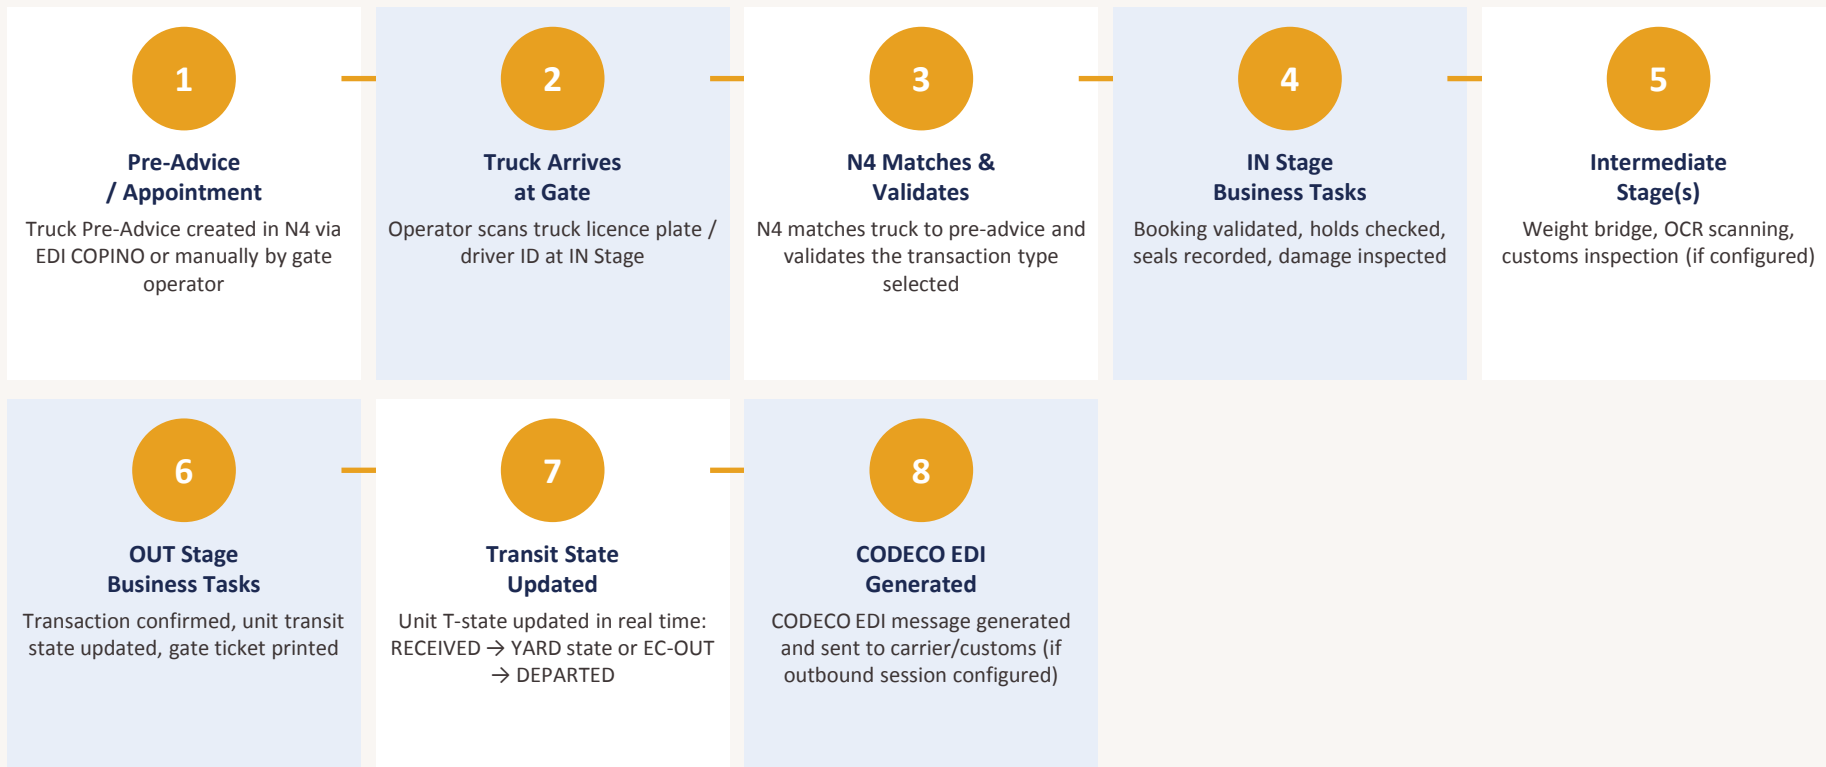 1
Pre-Advice
/ Appointment
Truck Pre-Advice created in N4 via
EDI COPINO or manually by gate
operator
2
Truck Arrives
at Gate
Operator scans truck licence plate /
driver ID at IN Stage
3
N4 Matches &
Validates
N4 matches truck to pre-advice and
validates the transaction type
selected
4
IN Stage
Business Tasks
Booking validated, holds checked,
seals recorded, damage inspected
5
Intermediate
Stage(s)
Weight bridge, OCR scanning,
customs inspection (if configured)
6
OUT Stage
Business Tasks
Transaction confirmed, unit transit
state updated, gate ticket printed
7
Transit State
Updated
Unit T-state updated in real time:
RECEIVED → YARD state or EC-OUT
→ DEPARTED
8
CODECO EDI
Generated
CODECO EDI message generated
and sent to carrier/customs (if
outbound session configured)